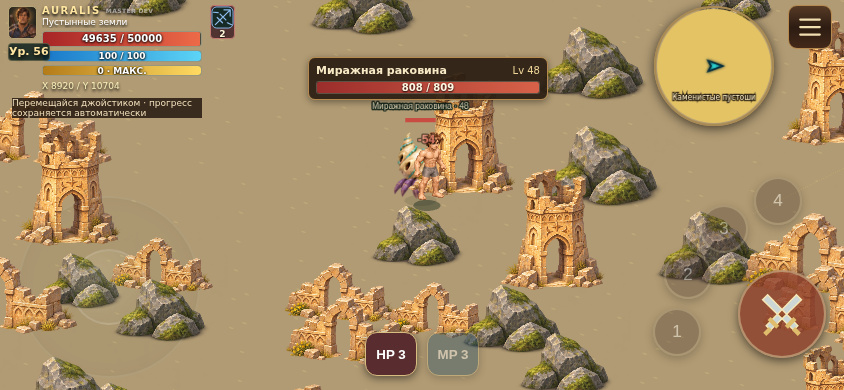 AURALIS MASTER DEV
Пустынные земли
49635 / 50000
Ур. 56
100 / 100
0 · МАКС.
X 8920 / Y 10704
Перемещайся джойстиком · прогресс
сохраняется автоматически
2
Миражная раковина Lv 48
808 / 809
Миражная раковина · 48
Каменистые пустоши
4
3
2
1
HP 3
MP 3